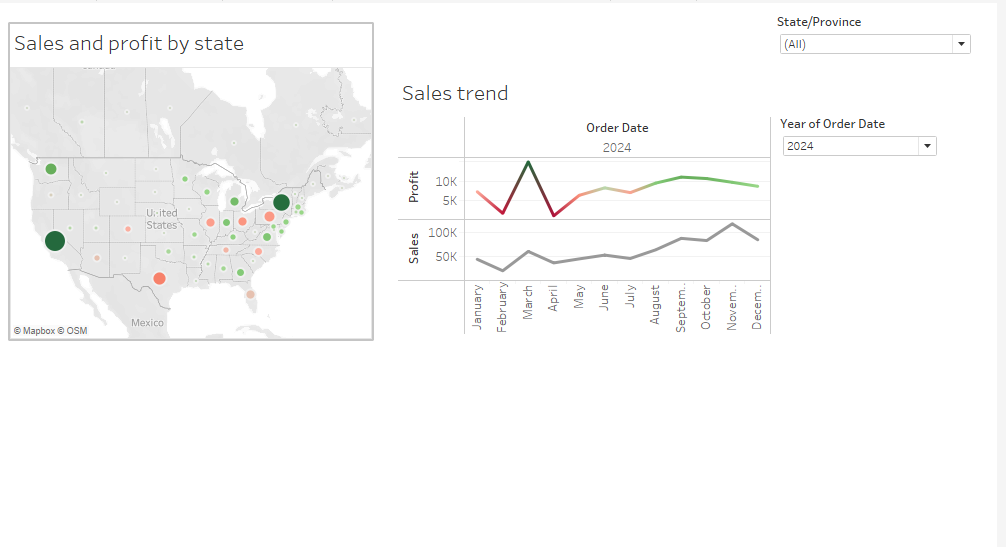 State/Province
(All)
Sales and profit by state
United
States
Mexico
© Mapbox © OSM
Sales trend
Order Date
2024
Profit
10K
5K
Sales
100K
50K
January
February
March
April
May
June
July
August
Septem..
October
Novem..
Decem..
Year of Order Date
2024